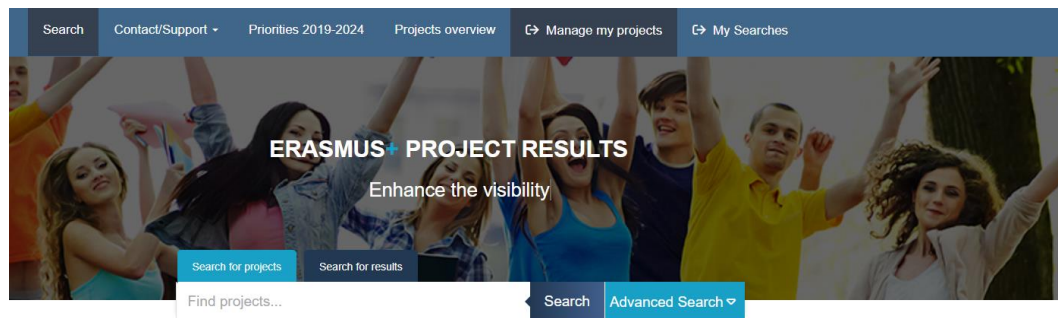 Search Contact/Support Priorities 2019-2024 Projects overview Manage my projects My Searches
ERASMUS+ PROJECT RESULTS
Enhance the visibility
Search for projects Search for results
Find projects... Search Advanced Search